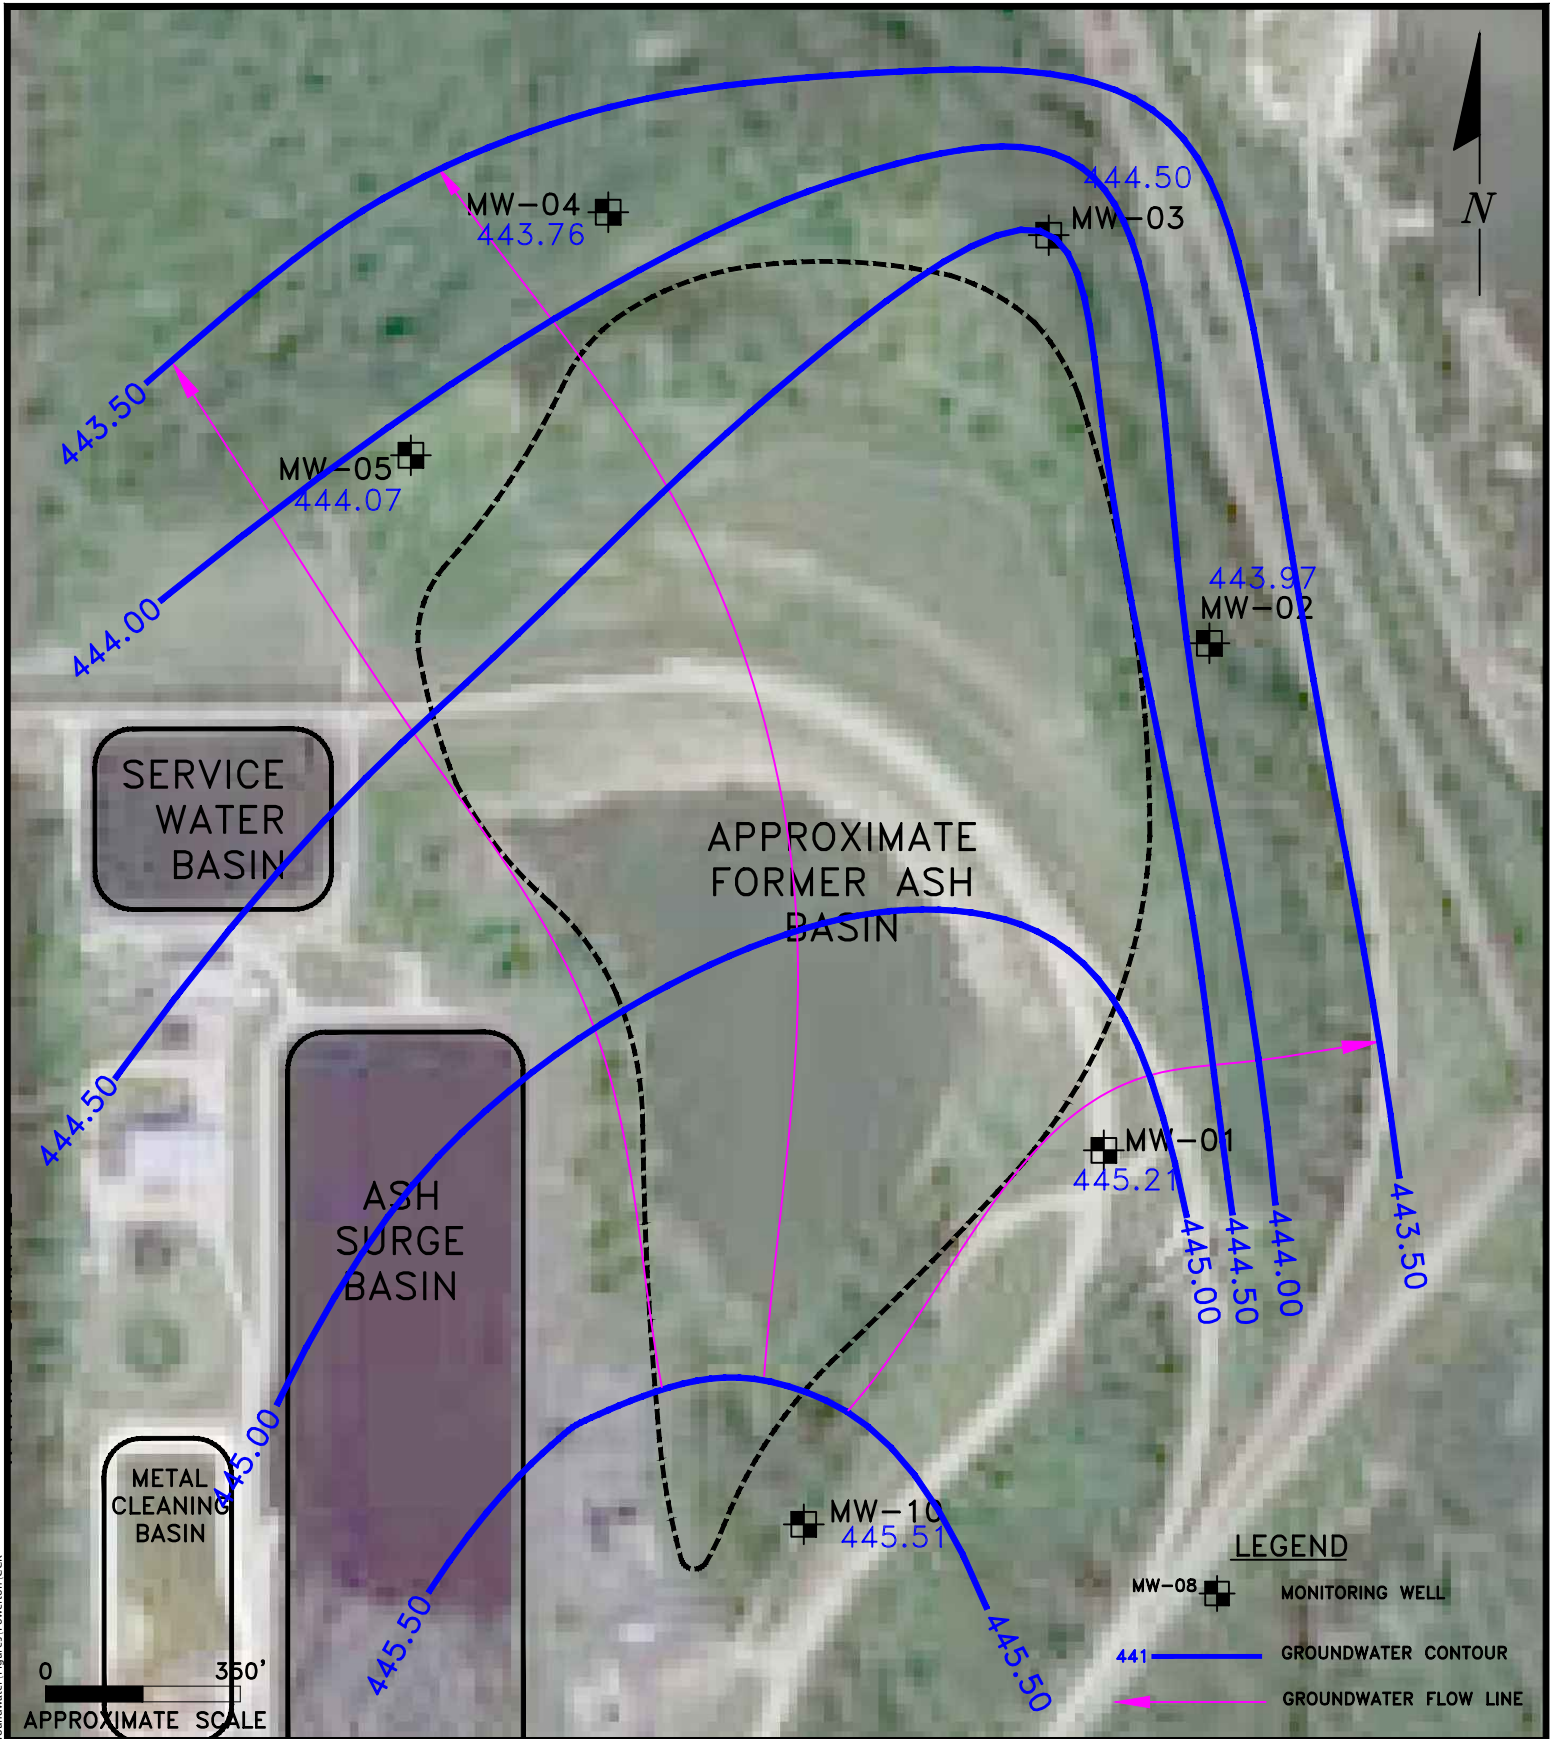 444.50
MW-04
443.76
MW-03
N
443.50
MW-05
444.07
443.97
MW-02
444.00
SERVICE
WATER
BASIN
APPROXIMATE
FORMER ASH
BASIN
444.50
MW-01
445.21
ASH
SURGE
BASIN
445.00
444.50
444.00
443.50
445.00
METAL
CLEANING
BASIN
MW-10
445.51
445.50
445.50
LEGEND
MW-08
MONITORING WELL
441
GROUNDWATER CONTOUR
GROUNDWATER FLOW LINE
0
350'
APPROXIMATE SCALE